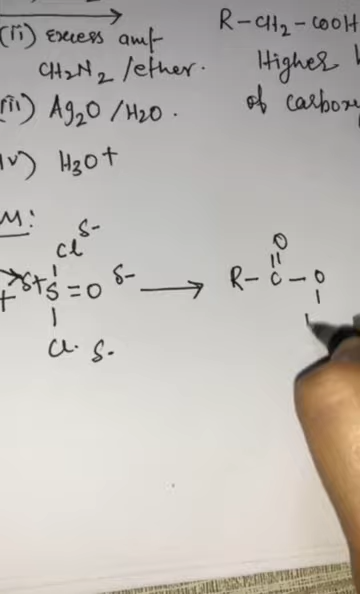 (ii) excess amt
R-CH2-COOH
CH2N2/ether.
Higher
(iii) Ag2O/H2O.
of carbox
iv) H3O+
M:
δ-
Cl
δ+ S=O δ-
Cl. δ-
O
R-C-O